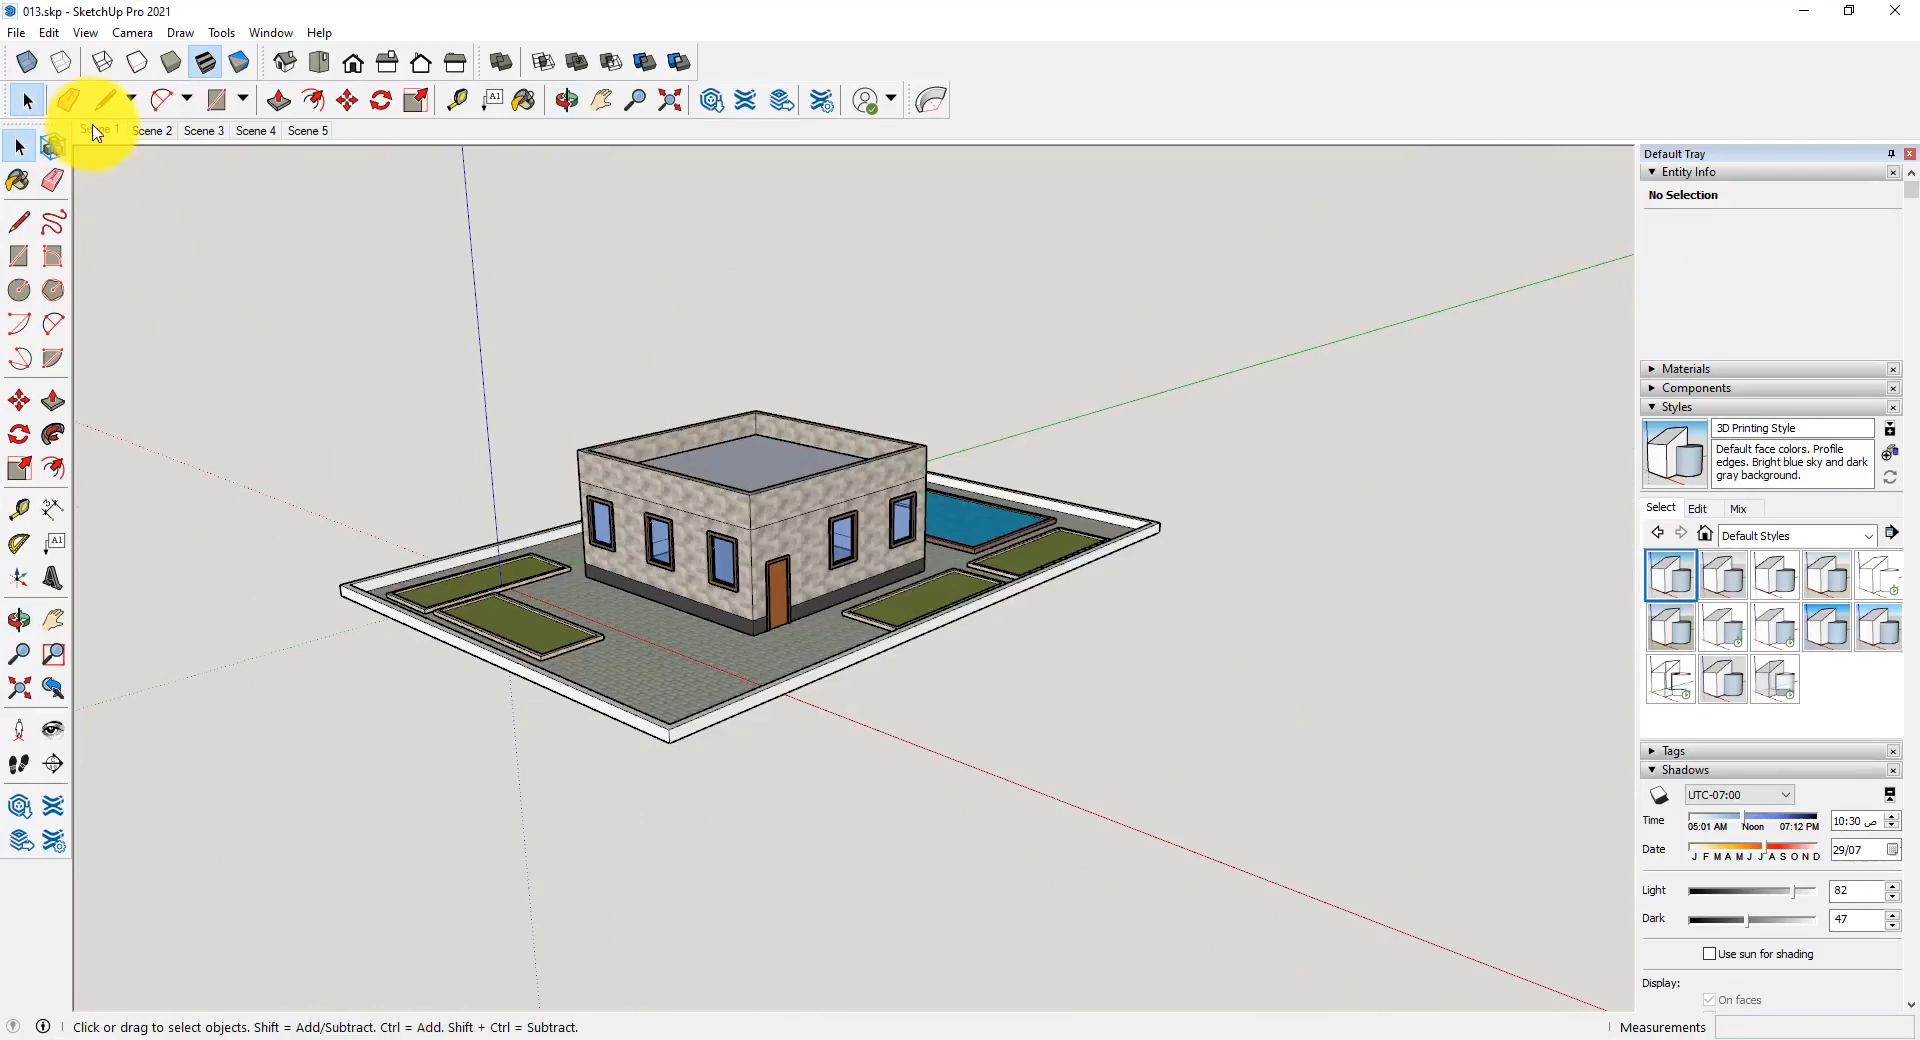 013.skp - SketchUp Pro 2021
File Edit View Camera Draw Tools Window Help
A1
Scene 1 Scene 2 Scene 3 Scene 4 Scene 5
A1
Default Tray
Entity Info
No Selection
Materials
Components
Styles
3D Printing Style
Default face colors. Profile
edges. Bright blue sky and dark
gray background.
Select Edit Mix
Default Styles
Tags
Shadows
UTC-07:00
Time 05:01 AM Noon 07:12 PM 10:30 ص
Date J F M A M J J A S O N D 29/07
Light 82
Dark 47
Use sun for shading
Display:
On faces
Click or drag to select objects. Shift = Add/Subtract. Ctrl = Add. Shift + Ctrl = Subtract.
Measurements